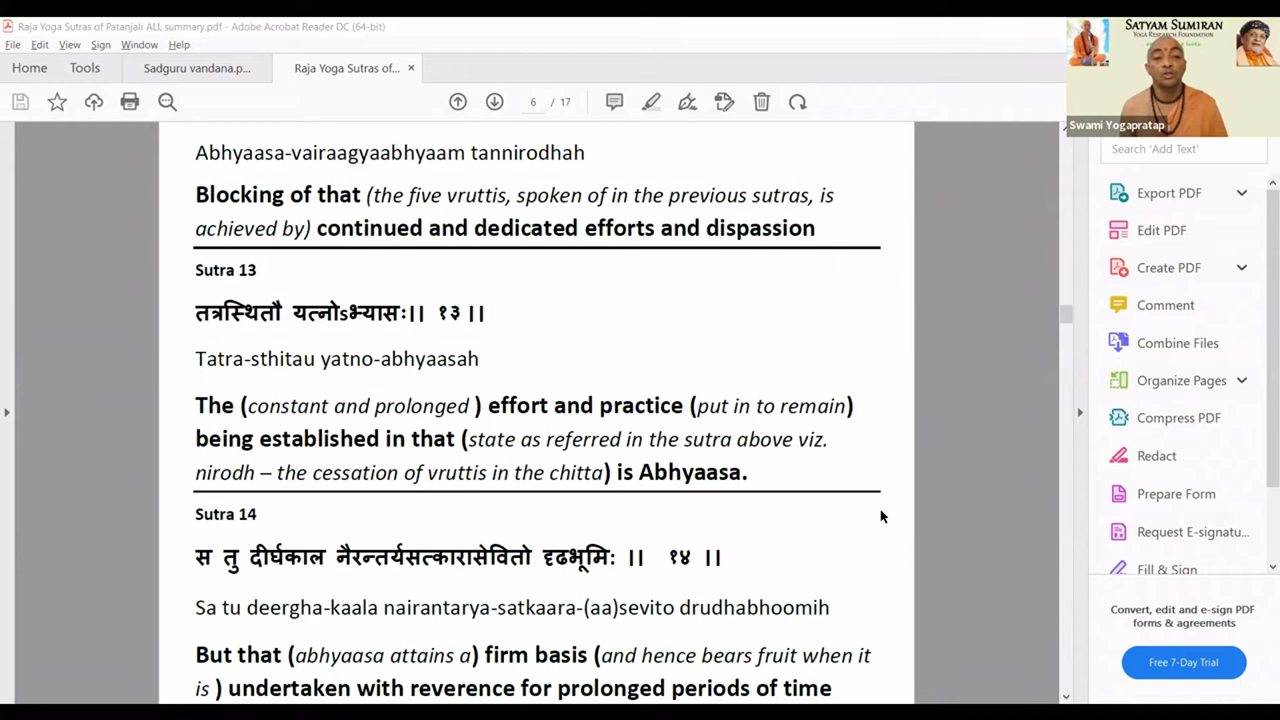 Raja Yoga Sutras of Patanjali ALL summary.pdf - Adobe Acrobat Reader DC (64-bit)
File Edit View Sign Window Help
Home Tools Sadguru vandana.p... Raja Yoga Sutras of... ×
6 / 17
SATYAM SUMIRAN
YOGA RESEARCH FOUNDATION
Swami Yogapratap
Search 'Add Text'
Abhyaasa-vairaagyaabhyaam tannirodhah
Blocking of that (the five vruttis, spoken of in the previous sutras, is
achieved by) continued and dedicated efforts and dispassion
Sutra 13
तत्रस्थितौ यत्नोऽभ्यासः।। १३ ।।
Tatra-sthitau yatno-abhyaasah
The (constant and prolonged ) effort and practice (put in to remain)
being established in that (state as referred in the sutra above viz.
nirodh – the cessation of vruttis in the chitta) is Abhyaasa.
Sutra 14
स तु दीर्घकाल नैरन्तर्यसत्कारासेवितो दृढभूमिः ।। १४ ।।
Sa tu deergha-kaala nairantarya-satkaara-(aa)sevito drudhabhoomih
But that (abhyaasa attains a) firm basis (and hence bears fruit when it
is ) undertaken with reverence for prolonged periods of time
Export PDF
Edit PDF
Create PDF
Comment
Combine Files
Organize Pages
Compress PDF
Redact
Prepare Form
Request E-signatu...
Fill & Sign
Convert, edit and e-sign PDF
forms & agreements
Free 7-Day Trial